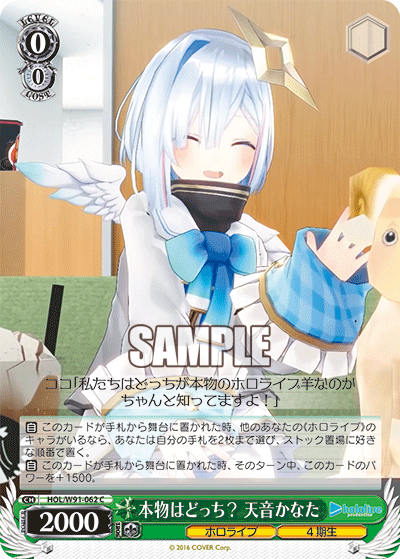 LEVEL
0
0
COST
SAMPLE
ココ「私たちはどっちが本物のホロライブ羊なのか
ちゃんと知ってますよ！」
自 このカードが手札から舞台に置かれた時、他のあなたの《ホロライブ》の
キャラがいるなら、あなたは自分の手札を2枚まで選び、ストック置場に好き
な順番で置く。
自 このカードが手札から舞台に置かれた時、そのターン中、このカードのパ
ワーを＋1500。
CH HOL/W91-062 C
2000
本物はどっち？ 天音かなた
hololive
ホロライブ
4期生
© 2016 COVER Corp.